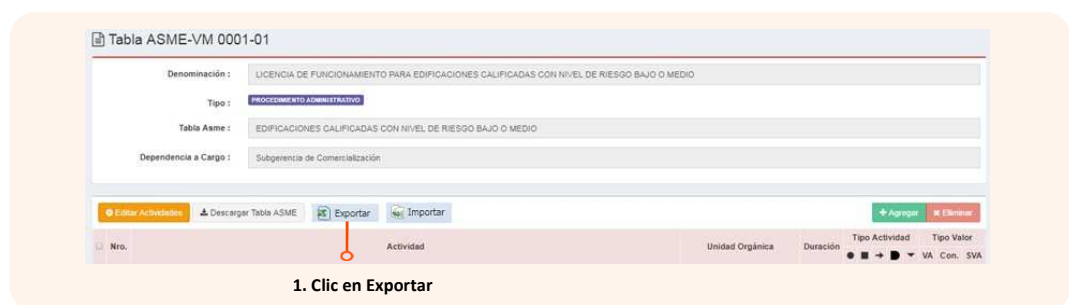 Tabla ASME-VM 0001-01
Denominación : LICENCIA DE FUNCIONAMIENTO PARA EDIFICACIONES CALIFICADAS CON NIVEL DE RIESGO BAJO O MEDIO
Tipo : PROCEDIMIENTO ADMINISTRATIVO
Tabla Asme : EDIFICACIONES CALIFICADAS CON NIVEL DE RIESGO BAJO O MEDIO
Dependencia a Cargo : Subgerencia de Comercialización
Editar Actividades Descargar Tabla ASME Exportar Importar Agregar Eliminar
Nro. Actividad Unidad Orgánica Duración Tipo Actividad Tipo Valor
VA Con. SVA
1. Clic en Exportar